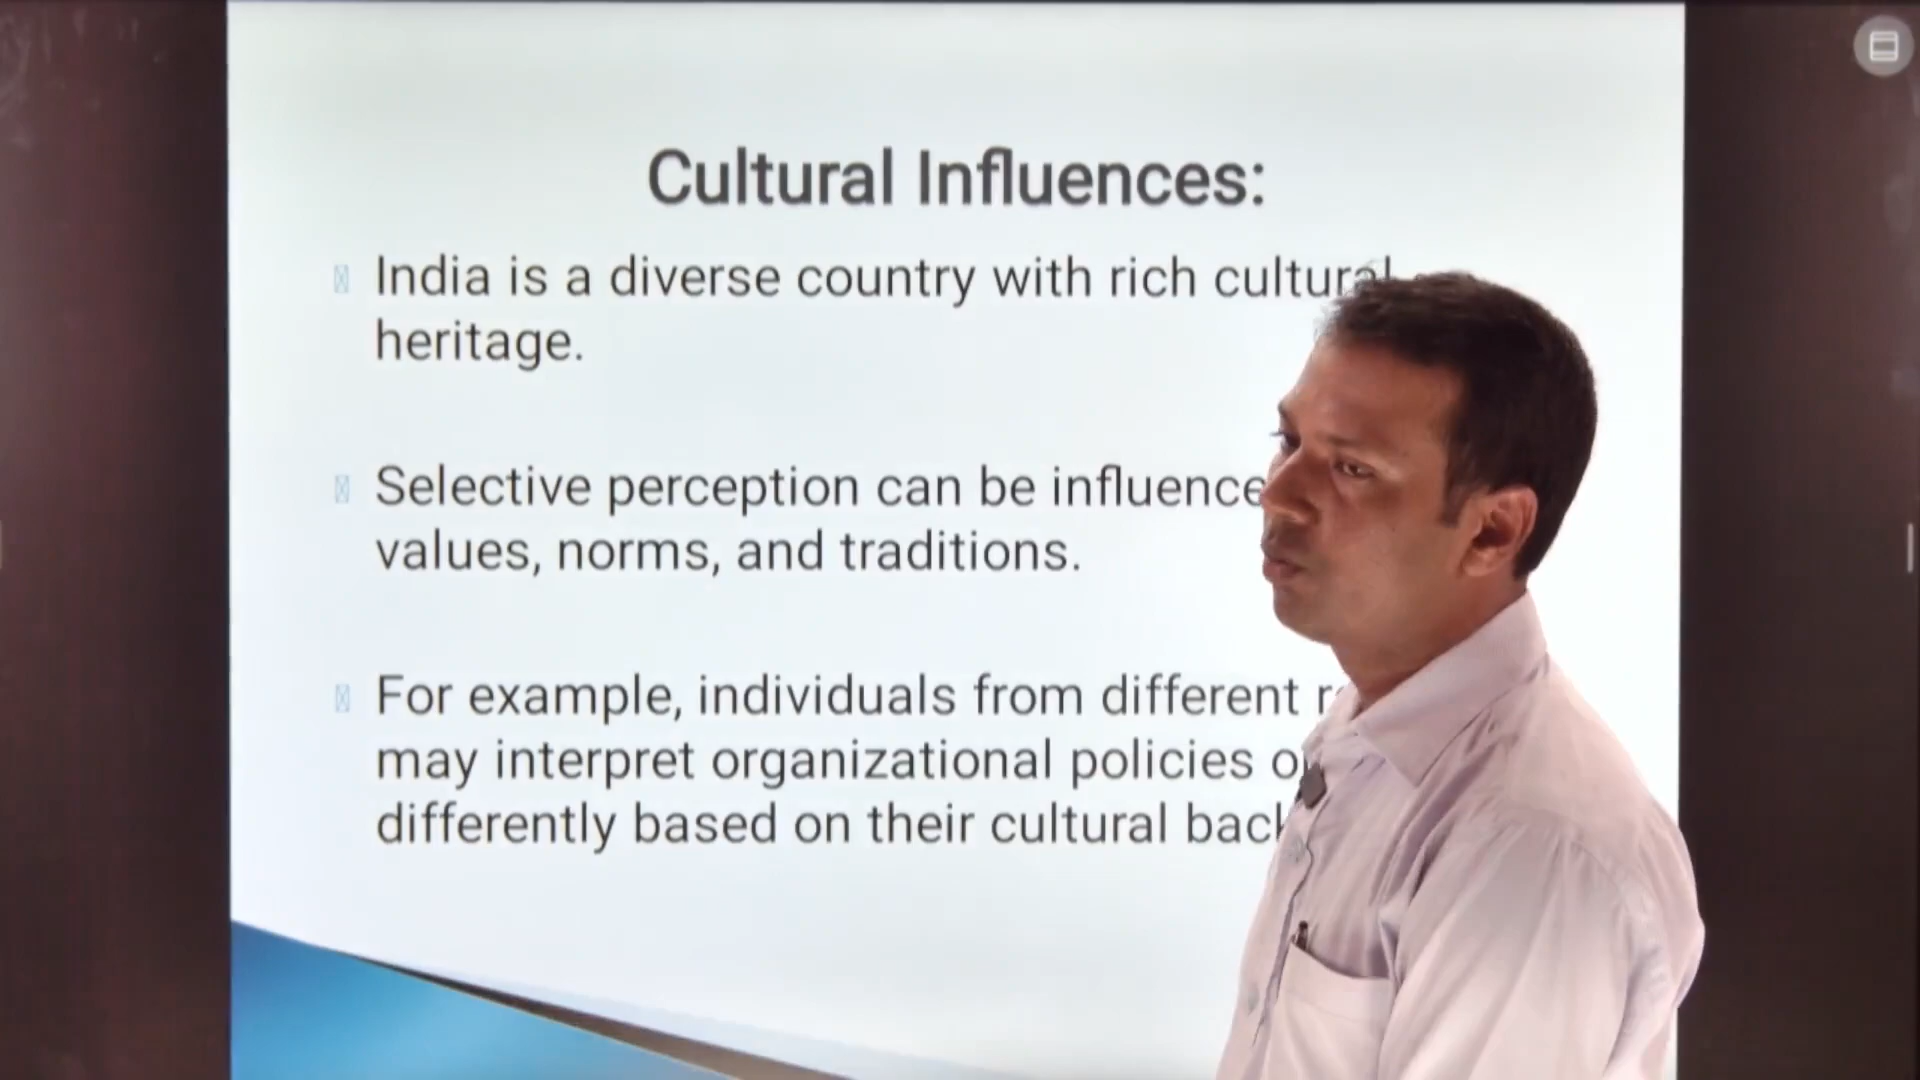 Cultural Influences:
India is a diverse country with rich cultural
heritage.
Selective perception can be influence
values, norms, and traditions.
For example, individuals from different
may interpret organizational policies
differently based on their cultural